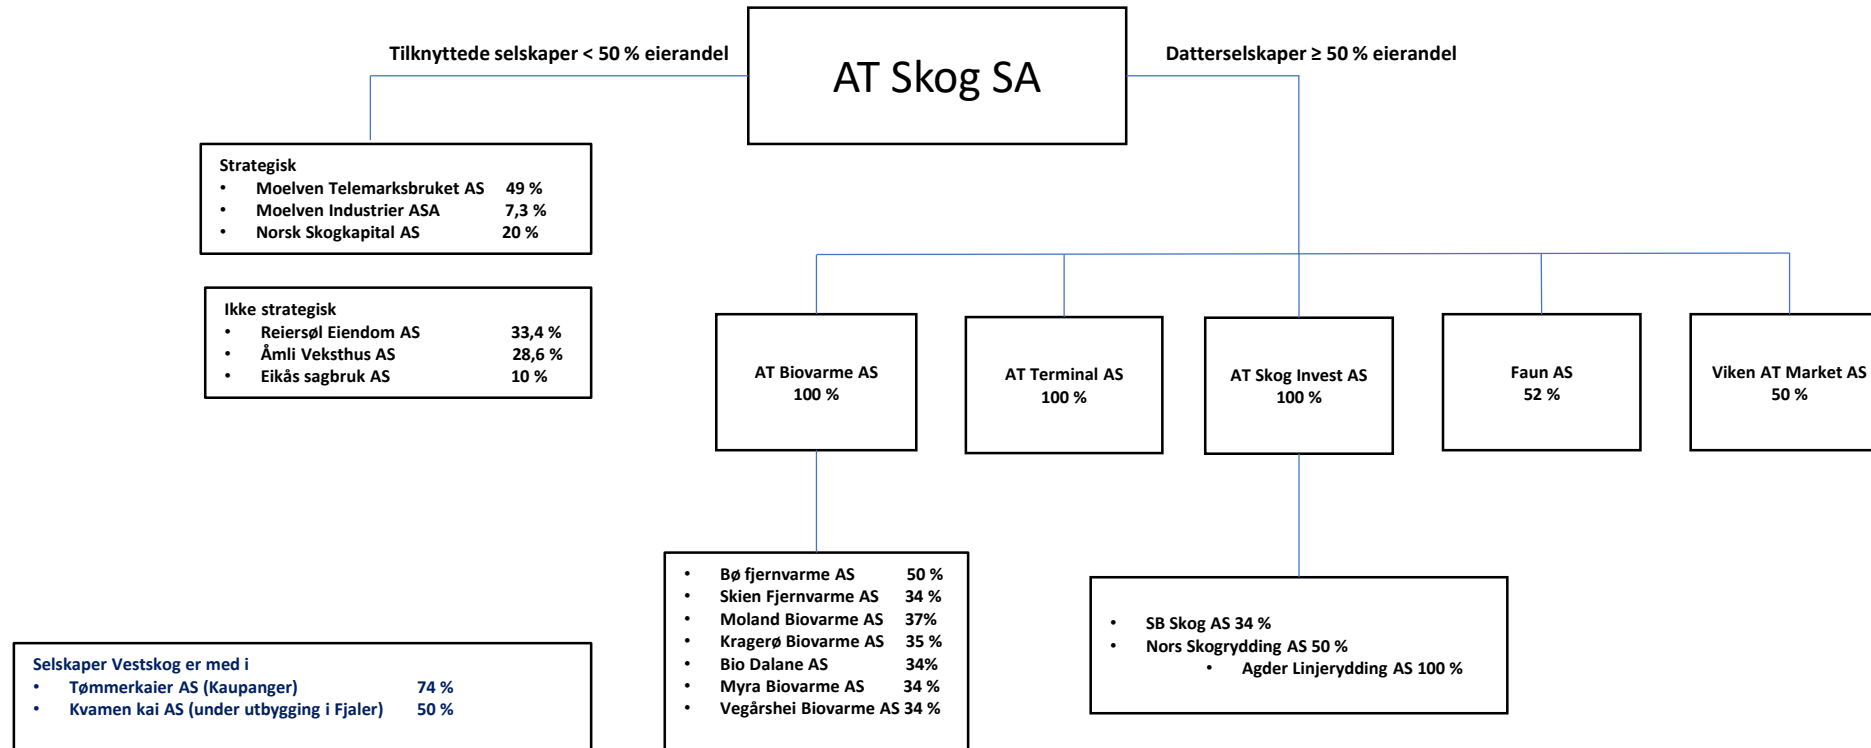 AT Skog SA
Tilknyttede selskaper < 50 % eierandel
Datterselskaper ≥ 50 % eierandel
Strategisk
• Moelven Telemarksbruket AS 49 %
• Moelven Industrier ASA 7,3 %
• Norsk Skogkapital AS 20 %
Ikke strategisk
• Reiersøl Eiendom AS 33,4 %
• Åmli Veksthus AS 28,6 %
• Eikås sagbruk AS 10 %
AT Biovarme AS
100 %
AT Terminal AS
100 %
AT Skog Invest AS
100 %
Faun AS
52 %
Viken AT Market AS
50 %
• Bø fjernvarme AS 50 %
• Skien Fjernvarme AS 34 %
• Moland Biovarme AS 37%
• Kragerø Biovarme AS 35 %
• Bio Dalane AS 34%
• Myra Biovarme AS 34 %
• Vegårshei Biovarme AS 34 %
• SB Skog AS 34 %
• Nors Skogrydding AS 50 %
• Agder Linjerydding AS 100 %
Selskaper Vestskog er med i
• Tømmerkaier AS (Kaupanger) 74 %
• Kvamen kai AS (under utbygging i Fjaler) 50 %